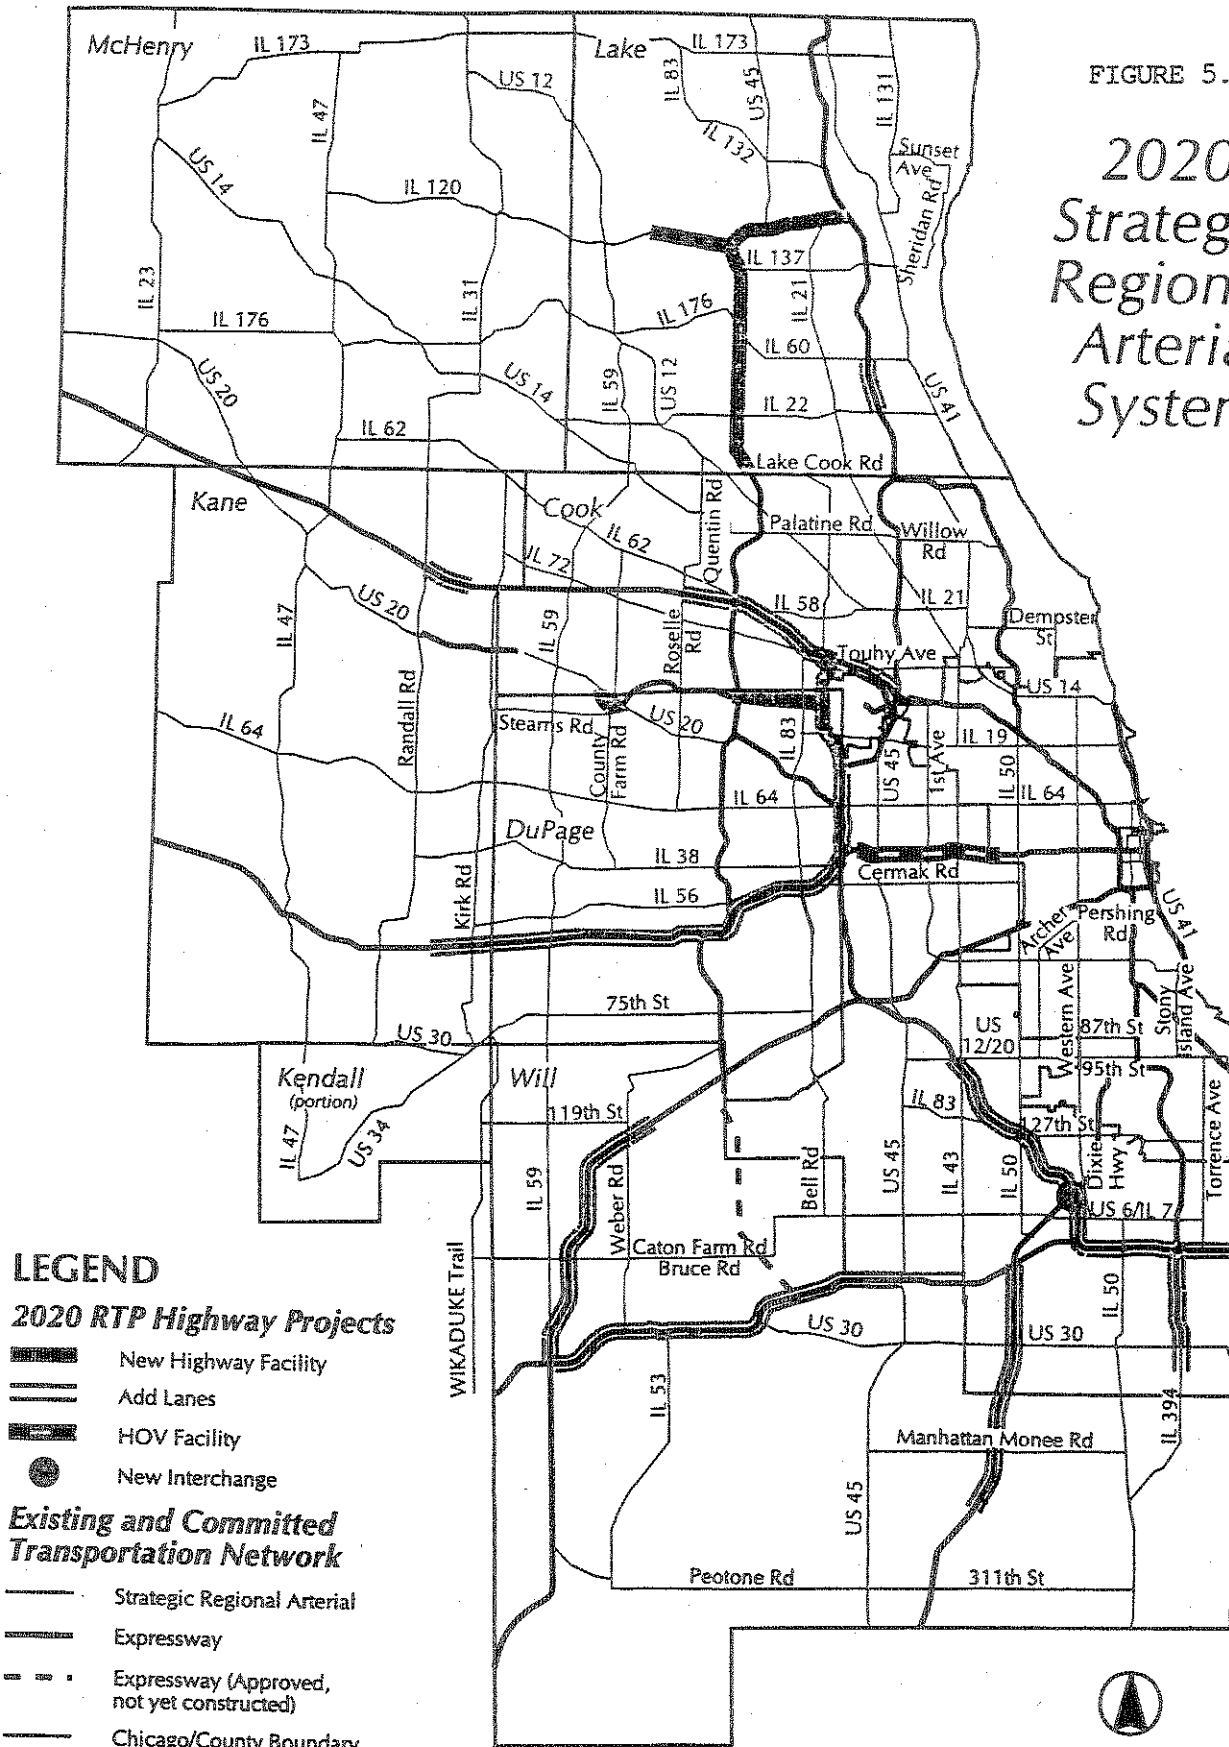 FIGURE 5.
2020
Strateg
Region
Arteria
System
McHenry
IL 173
Lake
IL 173
IL 83
US 45
IL 131
US 12
IL 47
IL 132
Sunset
Ave
US 14
IL 120
Sheridan Rd
IL 137
IL 23
IL 31
IL 21
IL 176
IL 176
IL 60
US 20
US 14
IL 59
US 12
US 41
IL 22
IL 62
Lake Cook Rd
Kane
Cook
Quentin Rd
Palatine Rd
Willow
Rd
IL 62
IL 72
US 20
IL 58
IL 21
IL 47
IL 59
Roselle
Rd
Dempster
St
Touhy Ave
Randall Rd
US 14
Stearns Rd
US 20
IL 64
County
Farm Rd
IL 83
US 45
1st Ave
IL 19
IL 50
IL 64
IL 64
DuPage
IL 38
Cermak Rd
Kirk Rd
IL 56
Archer
Ave
Pershing
Rd
US 41
75th St
Western Ave
Stony
Island Ave
US 30
US
12/20
87th St
95th St
Kendall
(portion)
Will
119th St
IL 83
127th St
Torrence Ave
IL 47
US 34
IL 59
Weber Rd
Bell Rd
US 45
IL 43
IL 50
Dixie
Hwy
US 6/IL 7
Caton Farm Rd
Bruce Rd
WIKADUKE Trail
US 30
US 30
IL 50
IL 53
IL 394
Manhattan Monee Rd
US 45
Peotone Rd
311th St
LEGEND
2020 RTP Highway Projects
New Highway Facility
Add Lanes
HOV Facility
New Interchange
Existing and Committed
Transportation Network
Strategic Regional Arterial
Expressway
Expressway (Approved,
not yet constructed)
Chicago/County Boundary